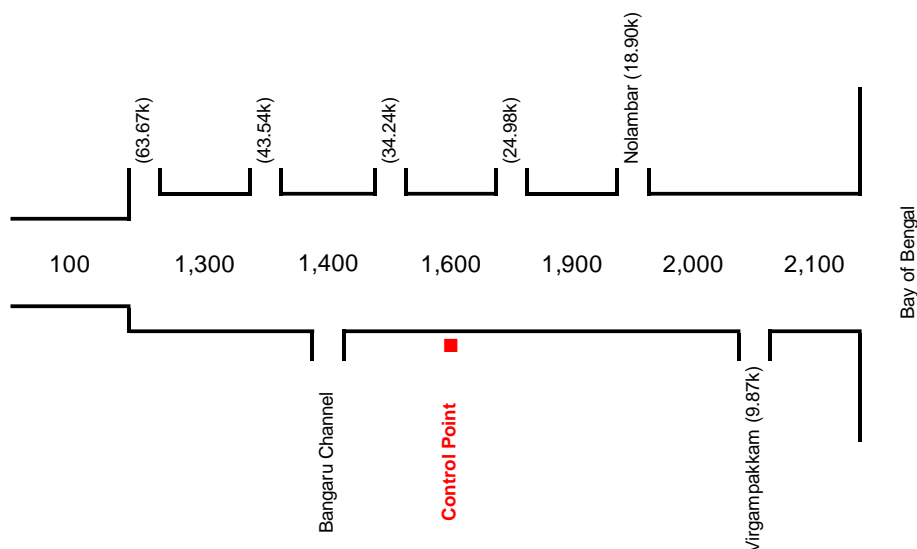 (63.67k)
(43.54k)
(34.24k)
(24.98k)
Nolambar (18.90k)
100
1,300
1,400
1,600
1,900
2,000
2,100
Bay of Bengal
Bangaru Channel
Control Point
Virgampakkam (9.87k)